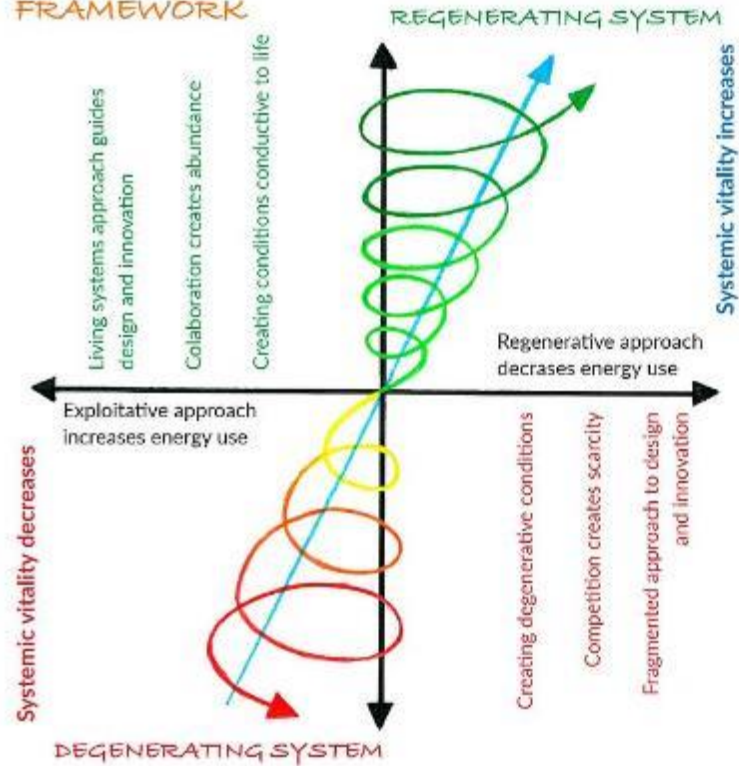 FRAMEWORK
REGENERATING SYSTEM
Living systems approach guides
design and innovation
Colaboration creates abundance
Creating conditions conductive to life
Systemic vitality increases
Regenerative approach
decrases energy use
Exploitative approach
increases energy use
Systemic vitality decreases
Creating degenerative conditions
Competition creates scarcity
Fragmented approach to design
and innovation
DEGENERATING SYSTEM